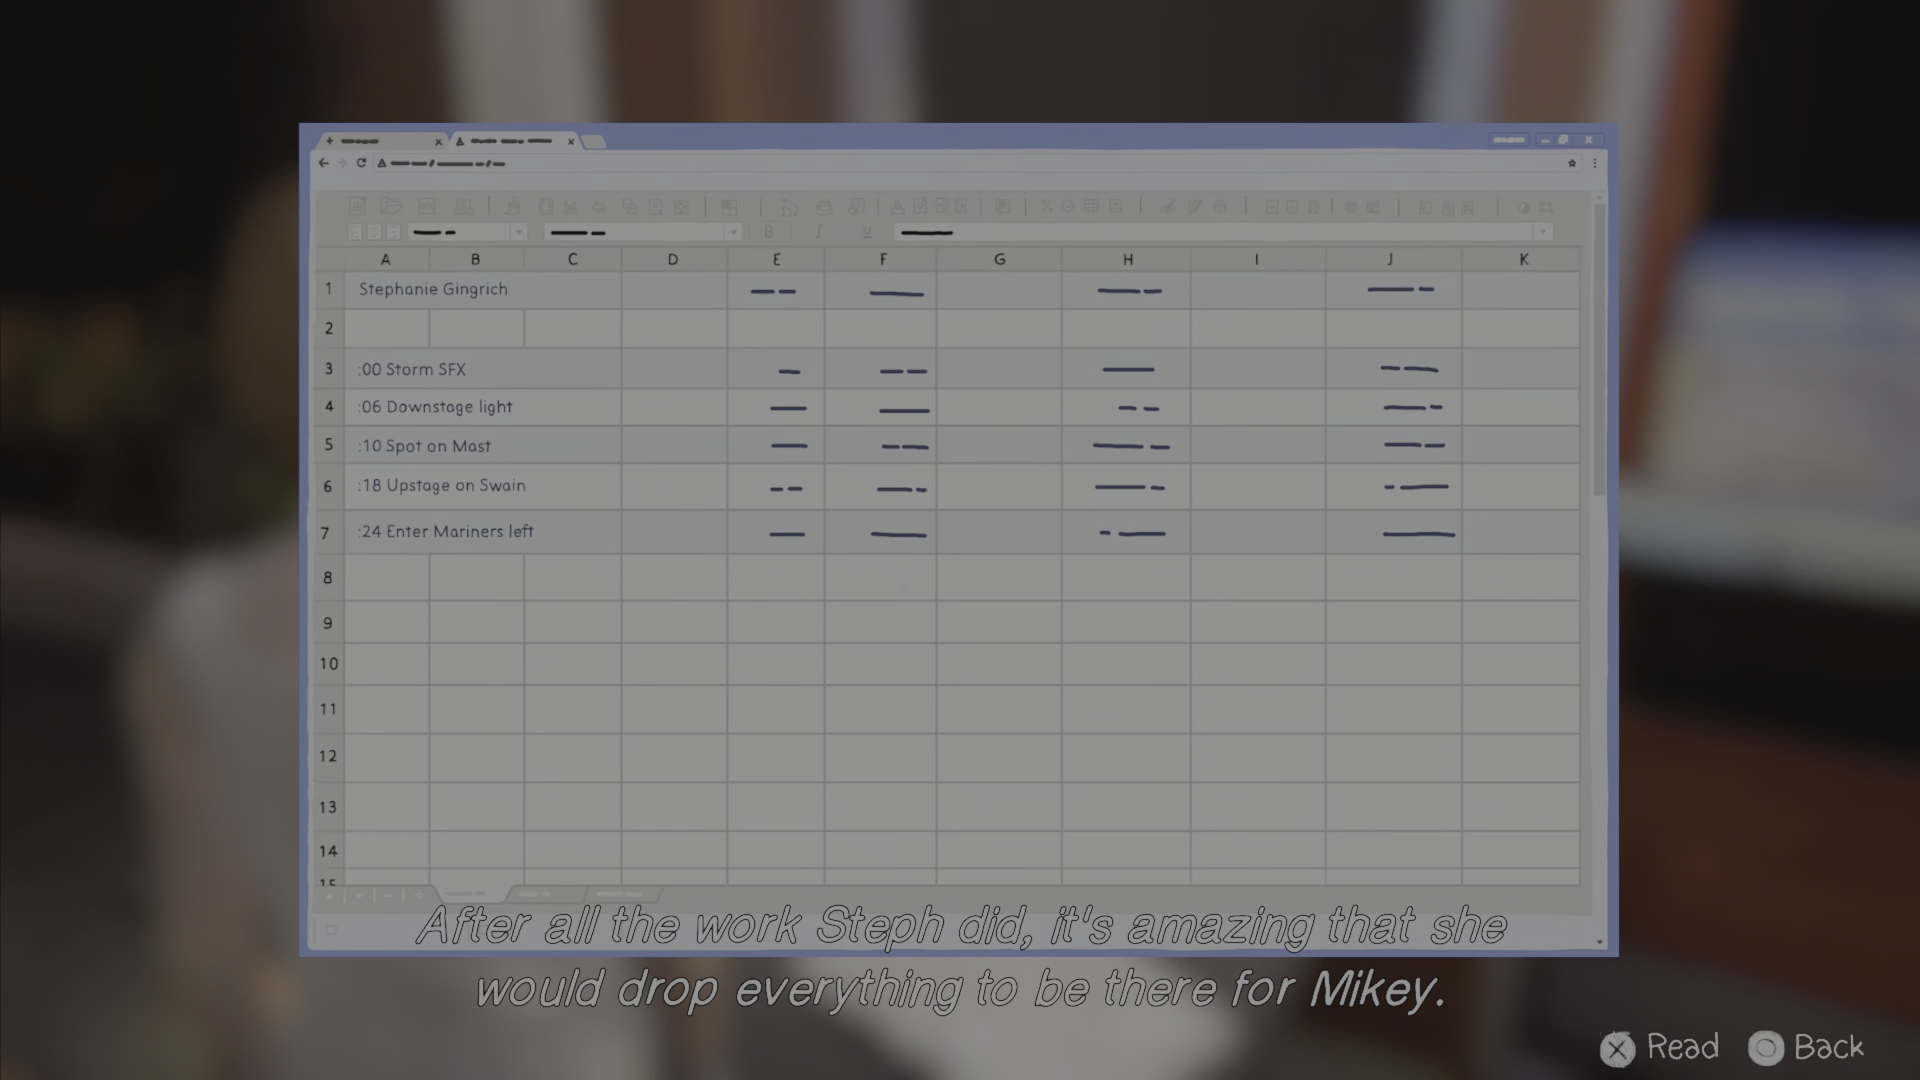 A B C D E F G H I J K
1 Stephanie Gingrich
2
3 :00 Storm SFX
4 :06 Downstage light
5 :10 Spot on Mast
6 :18 Upstage on Swain
7 :24 Enter Mariners left
8
9
10
11
12
13
14
15
After all the work Steph did, it's amazing that she
would drop everything to be there for Mikey.
Read Back